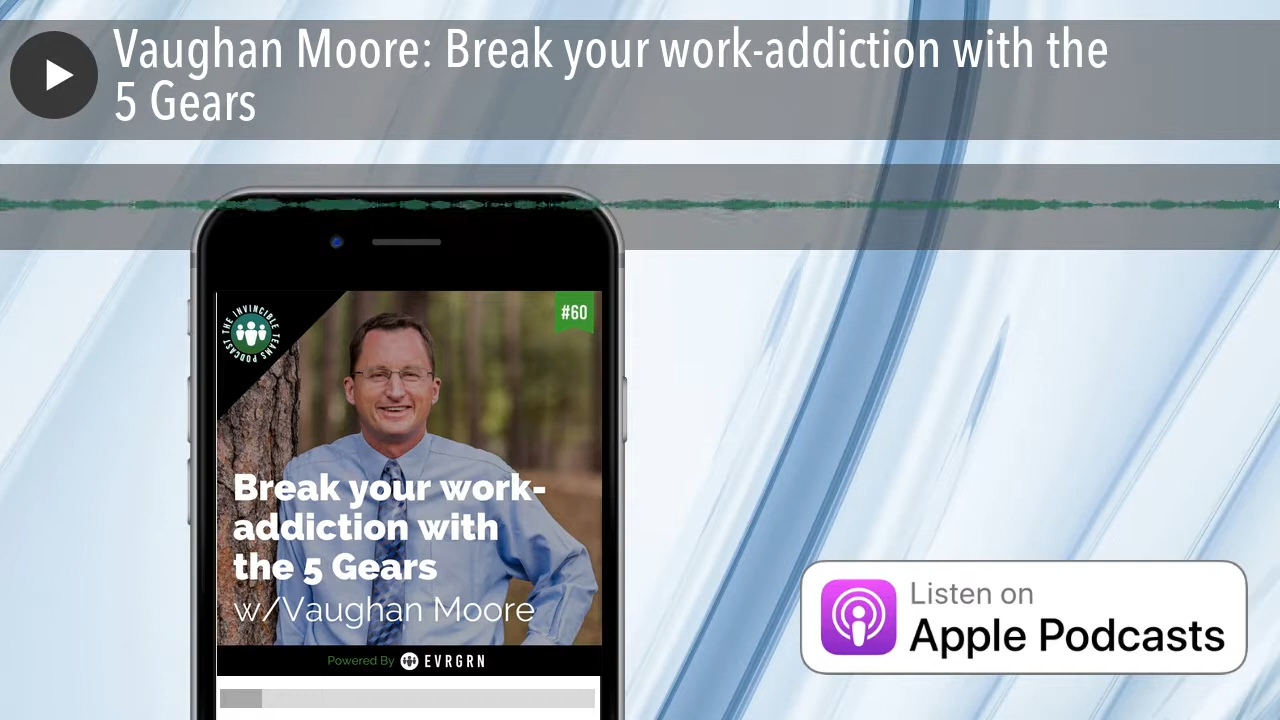 Vaughan Moore: Break your work-addiction with the
5 Gears
THE INVINCIBLE TEAMS PODCAST
#60
Break your work-
addiction with
the 5 Gears
w/Vaughan Moore
Powered By EVRGRN
Listen on
Apple Podcasts